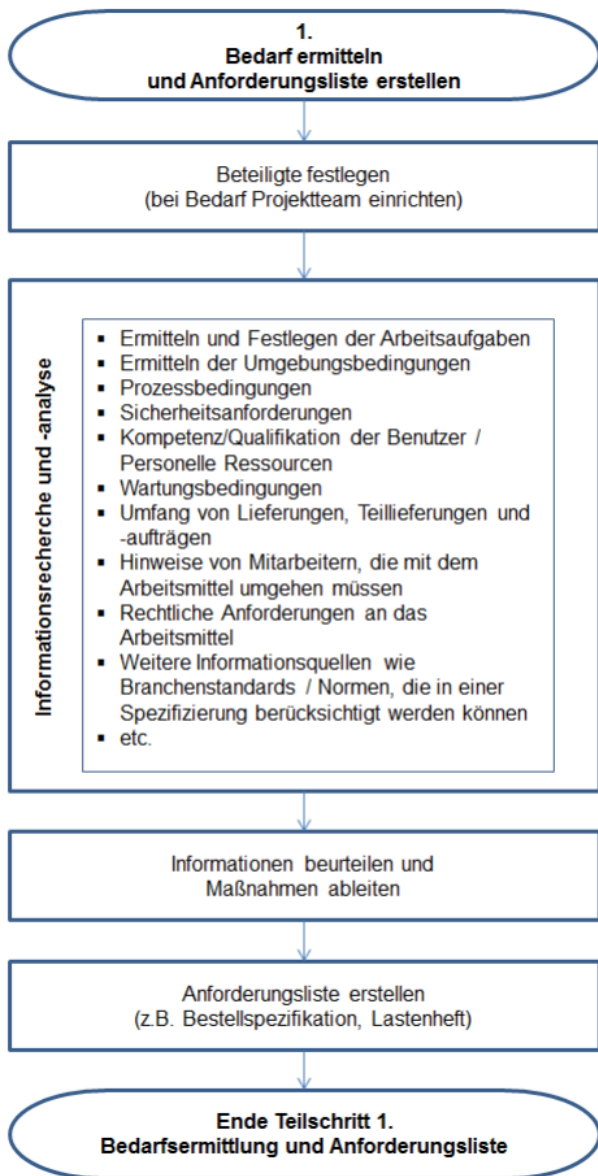 1.
Bedarf ermitteln
und Anforderungsliste erstellen
Beteiligte festlegen
(bei Bedarf Projektteam einrichten)
Informationsrecherche und -analyse
▪ Ermitteln und Festlegen der Arbeitsaufgaben
▪ Ermitteln der Umgebungsbedingungen
▪ Prozessbedingungen
▪ Sicherheitsanforderungen
▪ Kompetenz/Qualifikation der Benutzer /
Personelle Ressourcen
▪ Wartungsbedingungen
▪ Umfang von Lieferungen, Teillieferungen und
-aufträgen
▪ Hinweise von Mitarbeitern, die mit dem
Arbeitsmittel umgehen müssen
▪ Rechtliche Anforderungen an das
Arbeitsmittel
▪ Weitere Informationsquellen wie
Branchenstandards / Normen, die in einer
Spezifizierung berücksichtigt werden können
▪ etc.
Informationen beurteilen und
Maßnahmen ableiten
Anforderungsliste erstellen
(z.B. Bestellspezifikation, Lastenheft)
Ende Teilschritt 1.
Bedarfsermittlung und Anforderungsliste